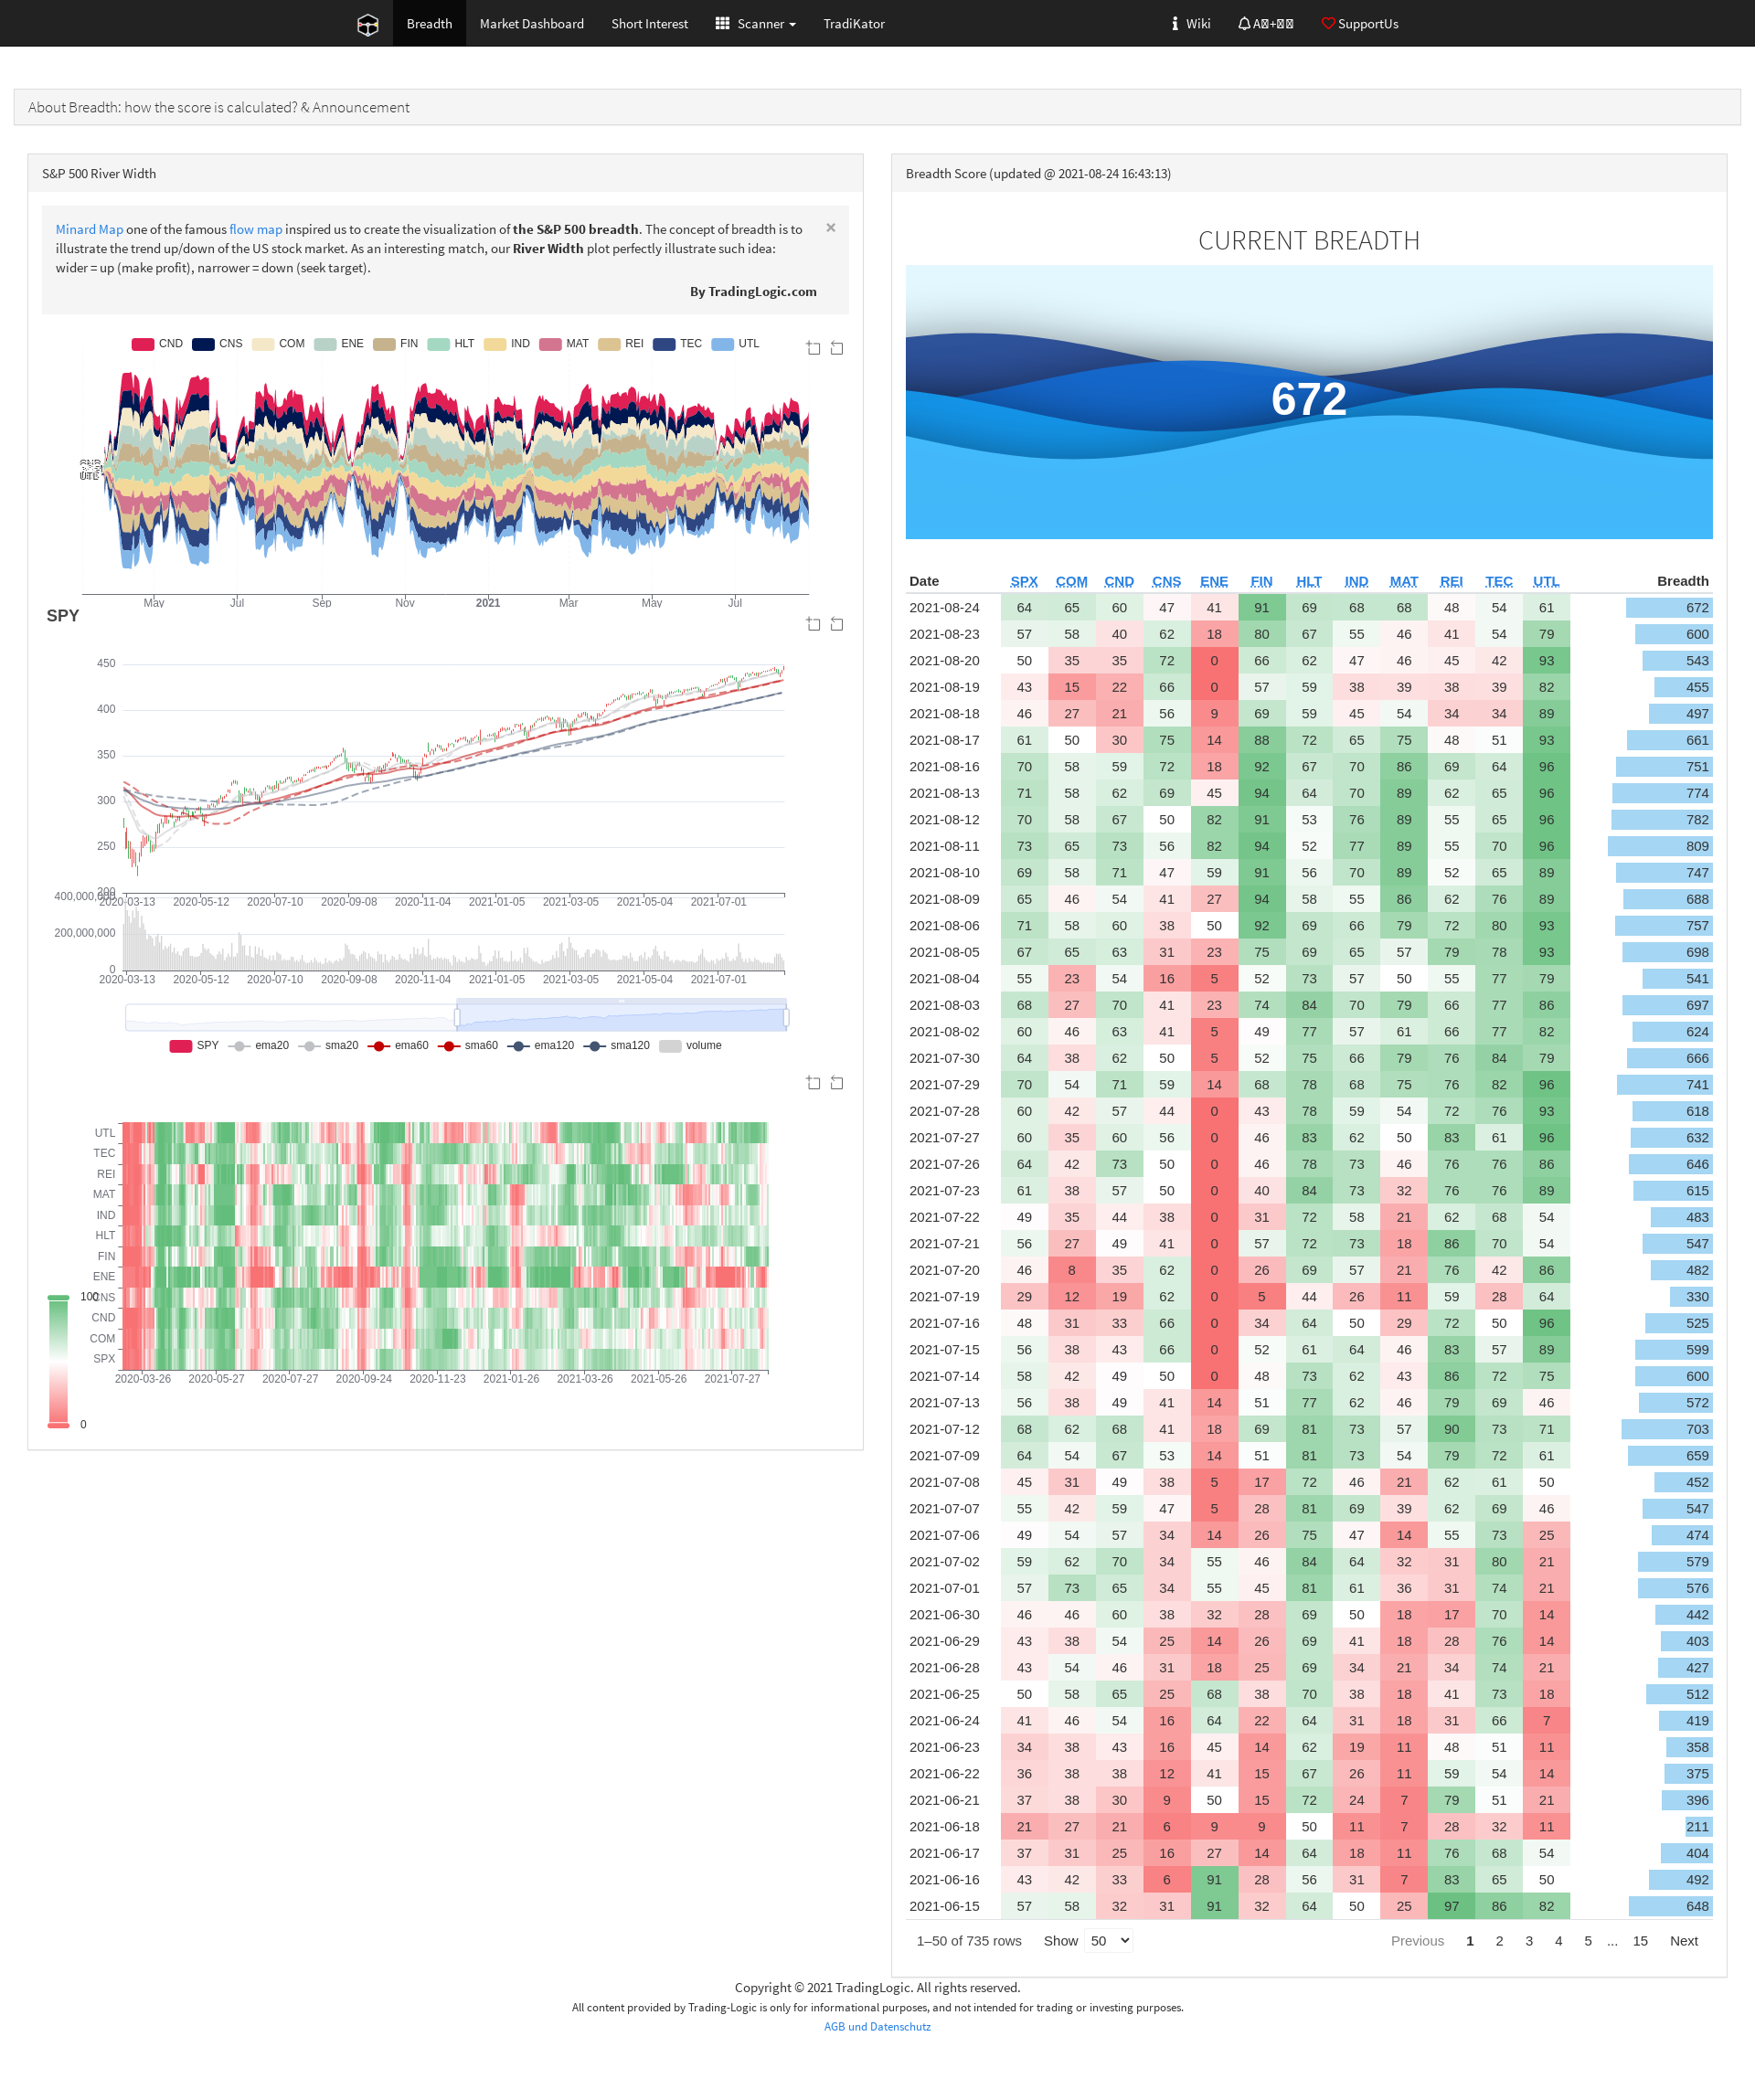 Breadth Market Dashboard Short Interest Scanner TradiKator Wiki SupportUs
About Breadth: how the score is calculated? & Announcement
S&P 500 River Width
Minard Map one of the famous flow map inspired us to create the visualization of the S&P 500 breadth. The concept of breadth is to
illustrate the trend up/down of the US stock market. As an interesting match, our River Width plot perfectly illustrate such idea:
wider = up (make profit), narrower = down (seek target).
×
By TradingLogic.com
CND CNS COM ENE FIN HLT IND MAT REI TEC UTL
UTL
May Jul Sep Nov 2021 Mar May Jul
SPY
450
400
350
300
250
200
2020-03-13 2020-05-12 2020-07-10 2020-09-08 2020-11-04 2021-01-05 2021-03-05 2021-05-04 2021-07-01
400,000,000
200,000,000
0
2020-03-13 2020-05-12 2020-07-10 2020-09-08 2020-11-04 2021-01-05 2021-03-05 2021-05-04 2021-07-01
SPY ema20 sma20 ema60 sma60 ema120 sma120 volume
UTL
TEC
REI
MAT
IND
HLT
FIN
ENE
CNS
CND
COM
SPX
2020-03-26 2020-05-27 2020-07-27 2020-09-24 2020-11-23 2021-01-26 2021-03-26 2021-05-26 2021-07-27
100
0
Breadth Score (updated @ 2021-08-24 16:43:13)
CURRENT BREADTH
672
Date SPX COM CND CNS ENE FIN HLT IND MAT REI TEC UTL Breadth
2021-08-24 64 65 60 47 41 91 69 68 68 48 54 61 672
2021-08-23 57 58 40 62 18 80 67 55 46 41 54 79 600
2021-08-20 50 35 35 72 0 66 62 47 46 45 42 93 543
2021-08-19 43 15 22 66 0 57 59 38 39 38 39 82 455
2021-08-18 46 27 21 56 9 69 59 45 54 34 34 89 497
2021-08-17 61 50 30 75 14 88 72 65 75 48 51 93 661
2021-08-16 70 58 59 72 18 92 67 70 86 69 64 96 751
2021-08-13 71 58 62 69 45 94 64 70 89 62 65 96 774
2021-08-12 70 58 67 50 82 91 53 76 89 55 65 96 782
2021-08-11 73 65 73 56 82 94 52 77 89 55 70 96 809
2021-08-10 69 58 71 47 59 91 56 70 89 52 65 89 747
2021-08-09 65 46 54 41 27 94 58 55 86 62 76 89 688
2021-08-06 71 58 60 38 50 92 69 66 79 72 80 93 757
2021-08-05 67 65 63 31 23 75 69 65 57 79 78 93 698
2021-08-04 55 23 54 16 5 52 73 57 50 55 77 79 541
2021-08-03 68 27 70 41 23 74 84 70 79 66 77 86 697
2021-08-02 60 46 63 41 5 49 77 57 61 66 77 82 624
2021-07-30 64 38 62 50 5 52 75 66 79 76 84 79 666
2021-07-29 70 54 71 59 14 68 78 68 75 76 82 96 741
2021-07-28 60 42 57 44 0 43 78 59 54 72 76 93 618
2021-07-27 60 35 60 56 0 46 83 62 50 83 61 96 632
2021-07-26 64 42 73 50 0 46 78 73 46 76 76 86 646
2021-07-23 61 38 57 50 0 40 84 73 32 76 76 89 615
2021-07-22 49 35 44 38 0 31 72 58 21 62 68 54 483
2021-07-21 56 27 49 41 0 57 72 73 18 86 70 54 547
2021-07-20 46 8 35 62 0 26 69 57 21 76 42 86 482
2021-07-19 29 12 19 62 0 5 44 26 11 59 28 64 330
2021-07-16 48 31 33 66 0 34 64 50 29 72 50 96 525
2021-07-15 56 38 43 66 0 52 61 64 46 83 57 89 599
2021-07-14 58 42 49 50 0 48 73 62 43 86 72 75 600
2021-07-13 56 38 49 41 14 51 77 62 46 79 69 46 572
2021-07-12 68 62 68 41 18 69 81 73 57 90 73 71 703
2021-07-09 64 54 67 53 14 51 81 73 54 79 72 61 659
2021-07-08 45 31 49 38 5 17 72 46 21 62 61 50 452
2021-07-07 55 42 59 47 5 28 81 69 39 62 69 46 547
2021-07-06 49 54 57 34 14 26 75 47 14 55 73 25 474
2021-07-02 59 62 70 34 55 46 84 64 32 31 80 21 579
2021-07-01 57 73 65 34 55 45 81 61 36 31 74 21 576
2021-06-30 46 46 60 38 32 28 69 50 18 17 70 14 442
2021-06-29 43 38 54 25 14 26 69 41 18 28 76 14 403
2021-06-28 43 54 46 31 18 25 69 34 21 34 74 21 427
2021-06-25 50 58 65 25 68 38 70 38 18 41 73 18 512
2021-06-24 41 46 54 16 64 22 64 31 18 31 66 7 419
2021-06-23 34 38 43 16 45 14 62 19 11 48 51 11 358
2021-06-22 36 38 38 12 41 15 67 26 11 59 54 14 375
2021-06-21 37 38 30 9 50 15 72 24 7 79 51 21 396
2021-06-18 21 27 21 6 9 9 50 11 7 28 32 11 211
2021-06-17 37 31 25 16 27 14 64 18 11 76 68 54 404
2021-06-16 43 42 33 6 91 28 56 31 7 83 65 50 492
2021-06-15 57 58 32 31 91 32 64 50 25 97 86 82 648
1–50 of 735 rows Show 50 Previous 1 2 3 4 5 ... 15 Next
Copyright © 2021 TradingLogic. All rights reserved.
All content provided by Trading-Logic is only for informational purposes, and not intended for trading or investing purposes.
AGB und Datenschutz